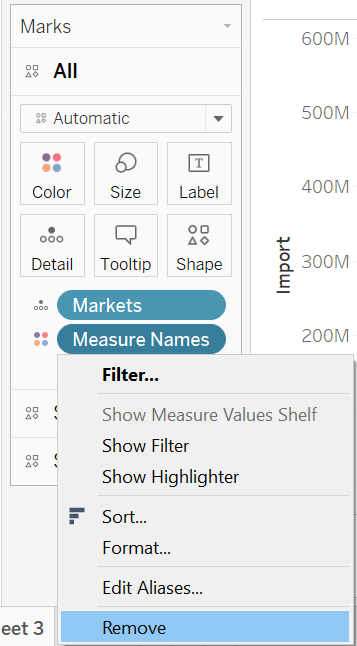 Marks
All
Automatic
Color Size Label
Detail Tooltip Shape
Markets
Measure Names
Filter...
Show Measure Values Shelf
Show Filter
Show Highlighter
Sort...
Format...
Edit Aliases...
Remove
S
S
eet 3
600M
500M
400M
300M
200M
Import